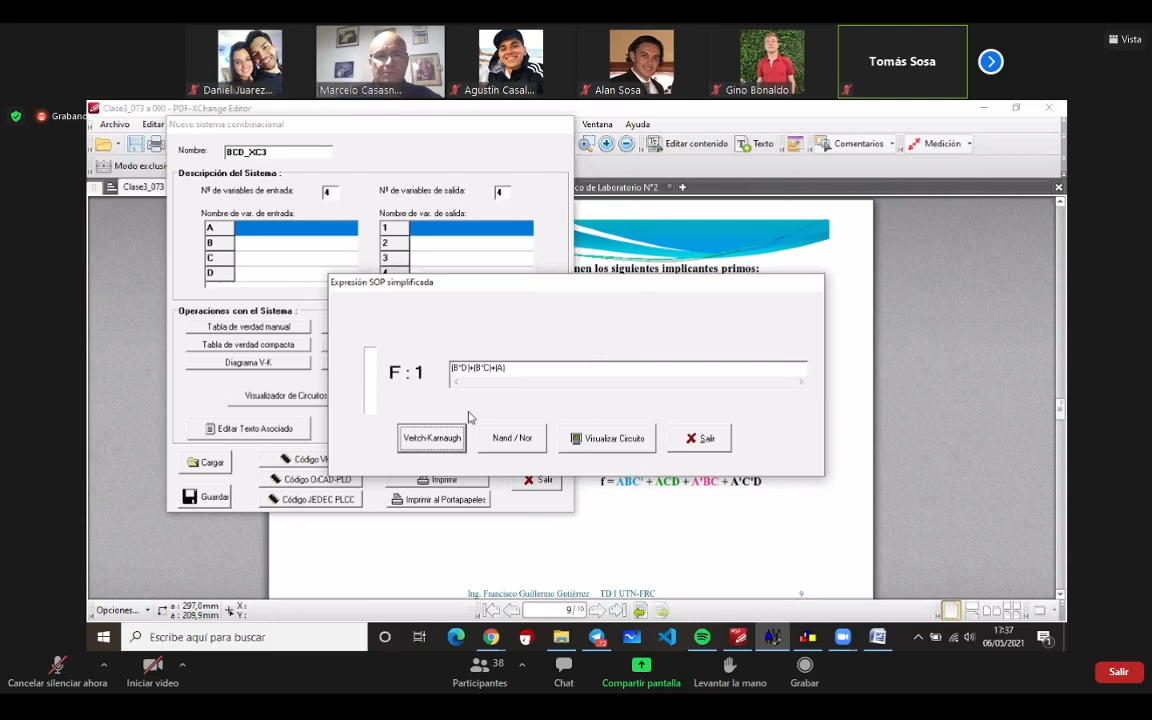 Vista
Daniel Juarez...
Marcelo Casasn...
Agustin Casal...
Alan Sosa
Gino Bonaldo
Tomás Sosa
Clase3_073 a 090 - PDF-XChange Editor
Archivo
Editar
Ventana
Ayuda
Editar contenido
Texto
Comentarios
Medición
Modo exclusi
Clase3_073
co de Laboratorio N°2
Nuevo sistema combinacional
Nombre:
BCD_XC3
Descripción del Sistema :
Nº de variables de entrada:
4
Nº de variables de salida:
4
Nombre de var. de entrada:
Nombre de var. de salida:
A
1
B
2
C
3
D
4
nen los siguientes implicantes primos:
Operaciones con el Sistema :
Tabla de verdad manual
Tabla de verdad compacta
Diagrama V-K
Visualizador de Circuitos
Editar Texto Asociado
Cargar
Guardar
Código VH
Código OrCAD-PLD
Código JEDEC PLCC
Imprimir
Imprimir al Portapapeles
Salir
Expresión SOP simplificada
F : 1
(B*D)+(B*C)+(A)
Veitch-Karnaugh
Nand / Nor
Visualizar Circuito
Salir
f = ABC' + ACD + A'BC + A'C'D
Ing. Francisco Guillermo Gutiérrez TD I UTN-FRC
9
Opciones...
a : 297,0mm
a : 209,9mm
X:
Y:
9
Escribe aquí para buscar
17:37
06/05/2021
Cancelar silenciar ahora
Iniciar video
38
Participantes
Chat
Compartir pantalla
Levantar la mano
Grabar
Salir